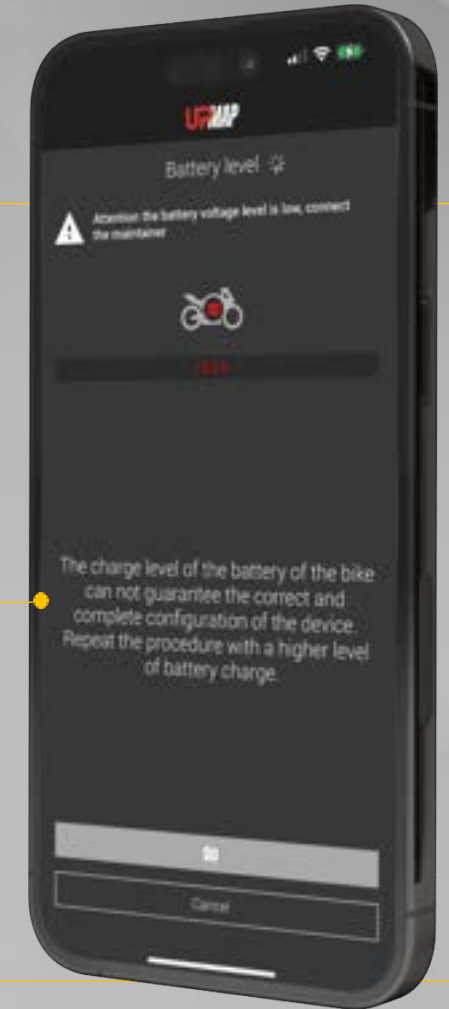 UPMAP
Battery level
Attention the battery voltage level is low, connect
the maintainer
The charge level of the battery of the bike
can not guarantee the correct and
complete configuration of the device.
Repeat the procedure with a higher level
of battery charge.
Cancel